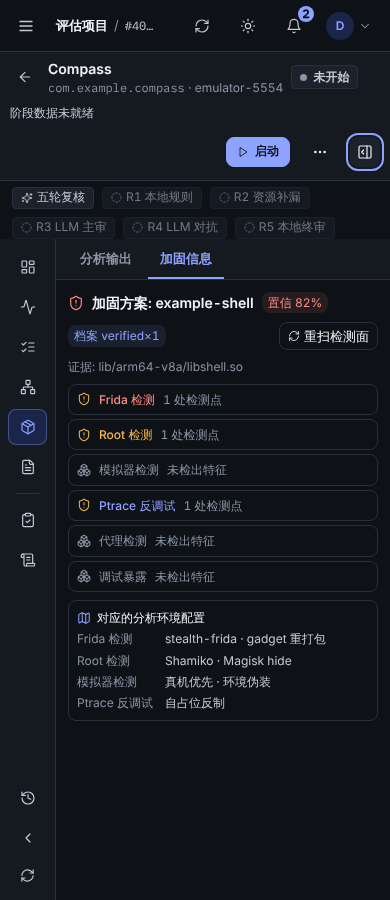 2
评估项目 / #40… D
Compass
com.example.compass · emulator-5554 未开始
阶段数据未就绪
启动
五轮复核 R1 本地规则 R2 资源补漏
R3 LLM 主审 R4 LLM 对抗 R5 本地终审
分析输出 加固信息
加固方案: example-shell 置信 82%
档案 verified×1 重扫检测面
证据: lib/arm64-v8a/libshell.so
Frida 检测 1 处检测点
Root 检测 1 处检测点
模拟器检测 未检出特征
Ptrace 反调试 1 处检测点
代理检测 未检出特征
调试暴露 未检出特征
对应的分析环境配置
Frida 检测 stealth-frida · gadget 重打包
Root 检测 Shamiko · Magisk hide
模拟器检测 真机优先 · 环境伪装
Ptrace 反调试 自占位反制